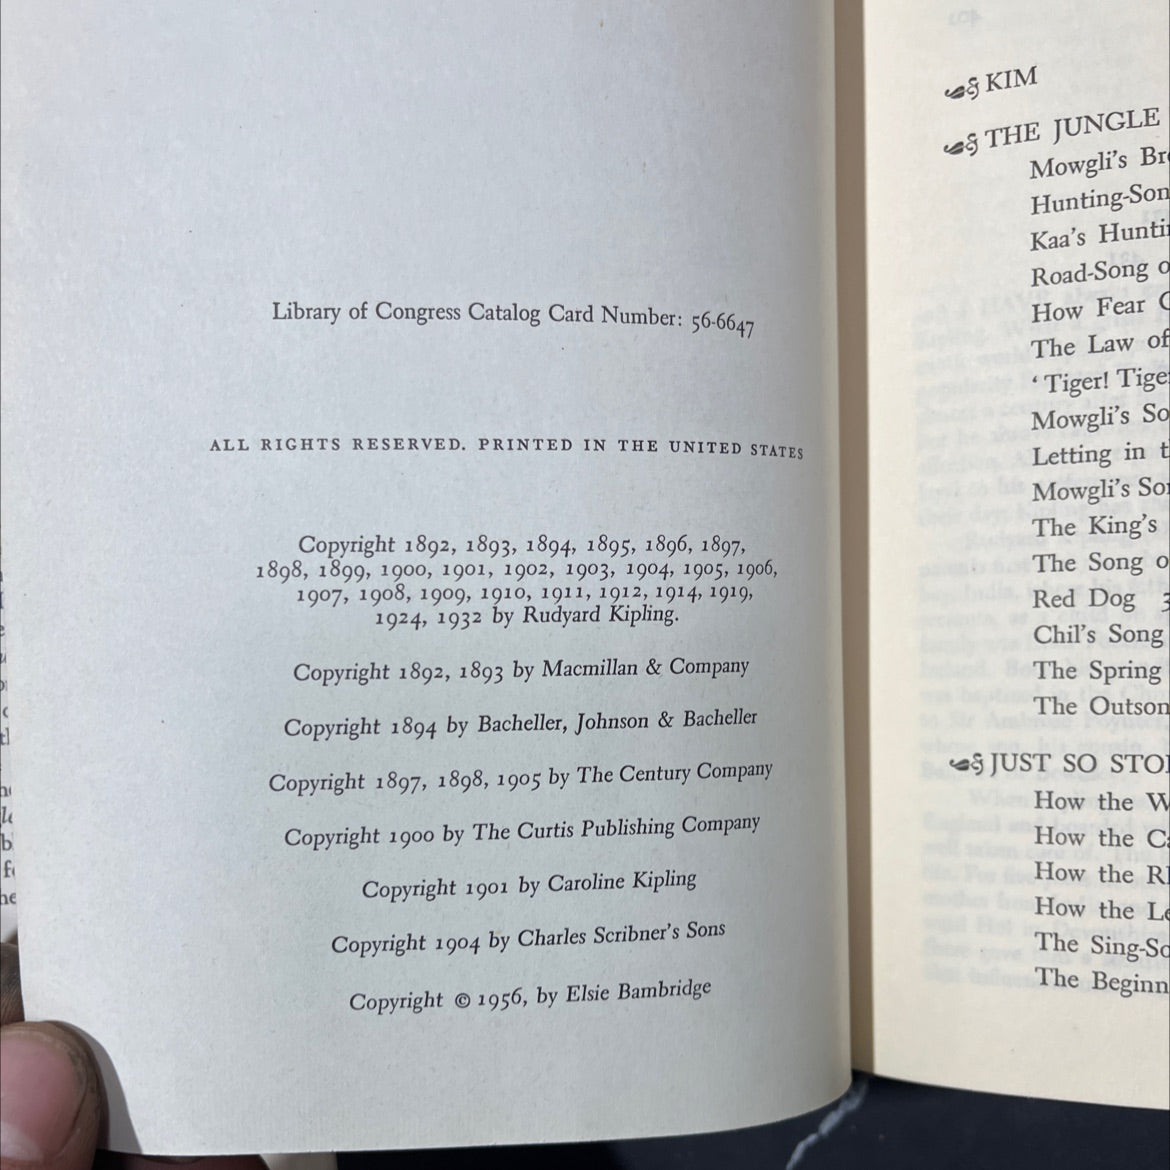 Library of Congress Catalog Card Number: 56-6647
ALL RIGHTS RESERVED. PRINTED IN THE UNITED STATES
Copyright 1892, 1893, 1894, 1895, 1896, 1897,
1898, 1899, 1900, 1901, 1902, 1903, 1904, 1905, 1906,
1907, 1908, 1909, 1910, 1911, 1912, 1914, 1919,
1924, 1932 by Rudyard Kipling.
Copyright 1892, 1893 by Macmillan & Company
Copyright 1894 by Bacheller, Johnson & Bacheller
Copyright 1897, 1898, 1905 by The Century Company
Copyright 1900 by The Curtis Publishing Company
Copyright 1901 by Caroline Kipling
Copyright 1904 by Charles Scribner's Sons
Copyright © 1956, by Elsie Bambridge
KIM
THE JUNGLE
Mowgli's
Hunting-Son
Kaa's Hunti
Road-Song o
How Fear
The Law of
'Tiger! Tige
Mowgli's So
Letting in t
Mowgli's So
The King's
The Song o
Red Dog
Chil's Song
The Spring
The Outson
JUST SO STO
How the W
How the Ca
How the
How the Le
The Sing-So
The Beginn